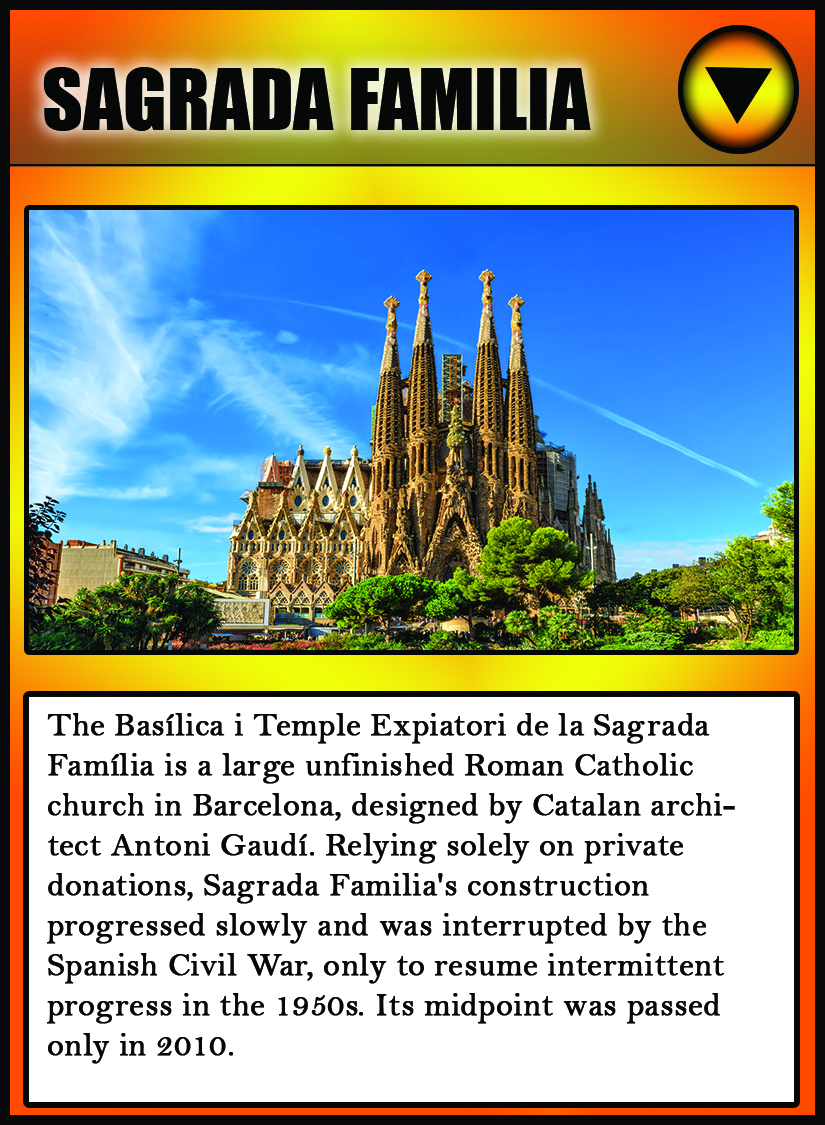 SAGRADA FAMILIA
The Basílica i Temple Expiatori de la Sagrada
Família is a large unfinished Roman Catholic
church in Barcelona, designed by Catalan archi-
tect Antoni Gaudí. Relying solely on private
donations, Sagrada Familia's construction
progressed slowly and was interrupted by the
Spanish Civil War, only to resume intermittent
progress in the 1950s. Its midpoint was passed
only in 2010.